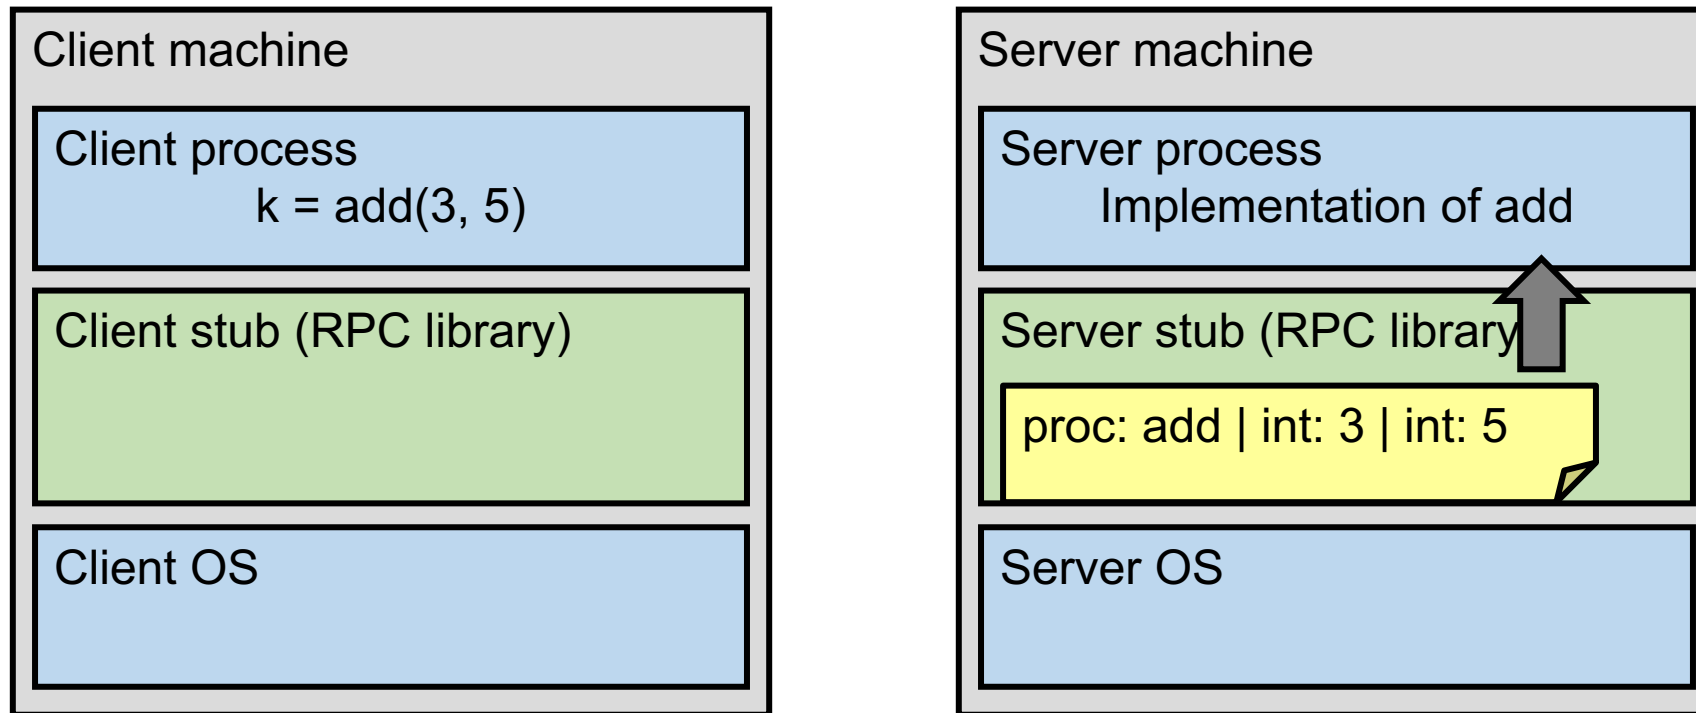 Client machine
Client process
k = add(3, 5)
Client stub (RPC library)
Client OS
Server machine
Server process
Implementation of add
Server stub (RPC library
proc: add | int: 3 | int: 5
Server OS